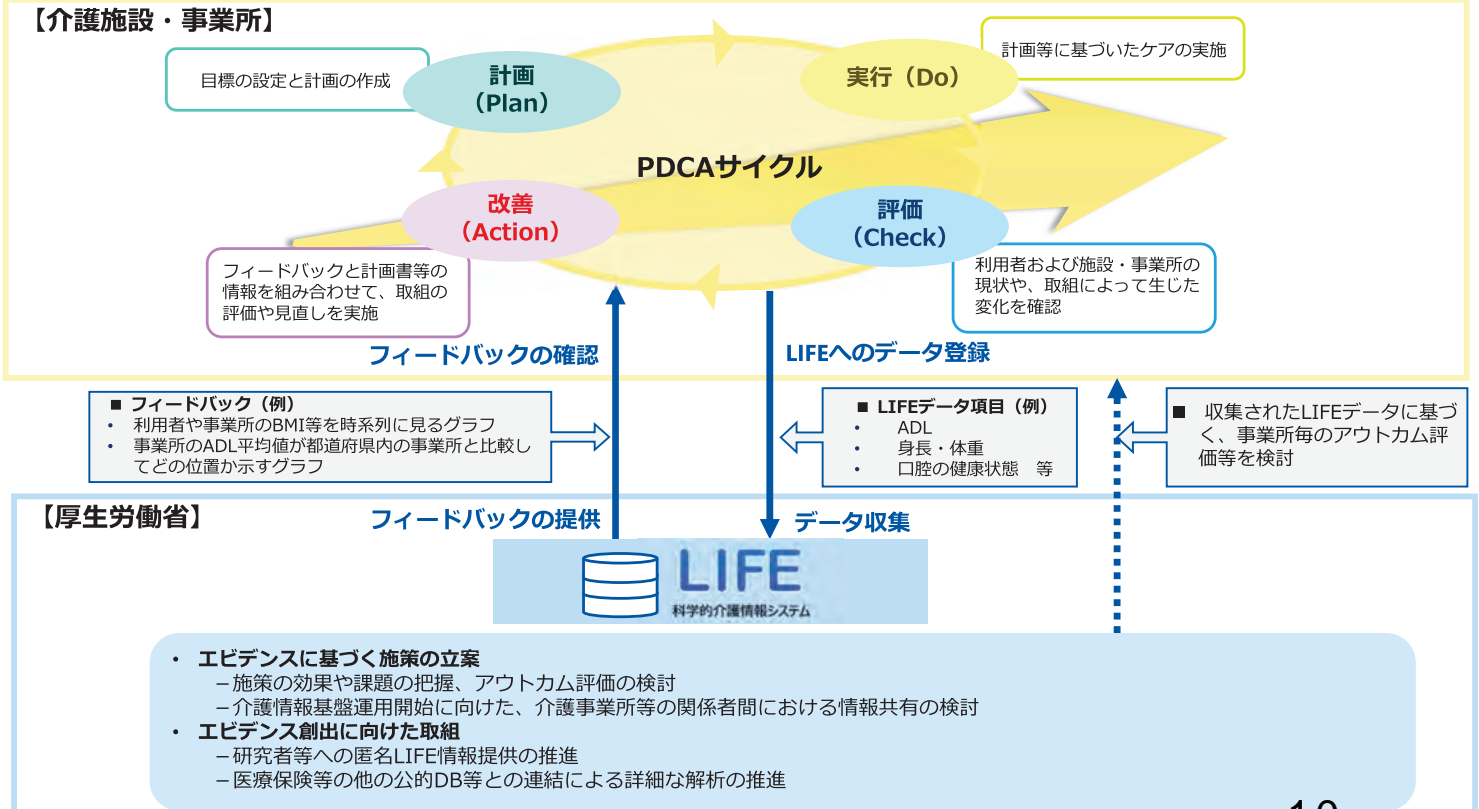 【介護施設・事業所】
目標の設定と計画の作成
計画
（Plan）
実行（Do）
計画等に基づいたケアの実施
PDCAサイクル
改善
（Action）
評価
（Check）
フィードバックと計画書等の
情報を組み合わせて、取組の
評価や見直しを実施
利用者および施設・事業所の
現状や、取組によって生じた
変化を確認
フィードバックの確認
LIFEへのデータ登録
■ フィードバック（例）
• 利用者や事業所のBMI等を時系列に見るグラフ
• 事業所のADL平均値が都道府県内の事業所と比較し
てどの位置か示すグラフ
■ LIFEデータ項目（例）
• ADL
• 身長・体重
• 口腔の健康状態　等
■ 収集されたLIFEデータに基づ
く、事業所毎のアウトカム評
価等を検討
【厚生労働省】
フィードバックの提供
データ収集
LIFE
科学的介護情報システム
• エビデンスに基づく施策の立案
－施策の効果や課題の把握、アウトカム評価の検討
－介護情報基盤運用開始に向けた、介護事業所等の関係者間における情報共有の検討
• エビデンス創出に向けた取組
－研究者等への匿名LIFE情報提供の推進
－医療保険等の他の公的DB等との連結による詳細な解析の推進